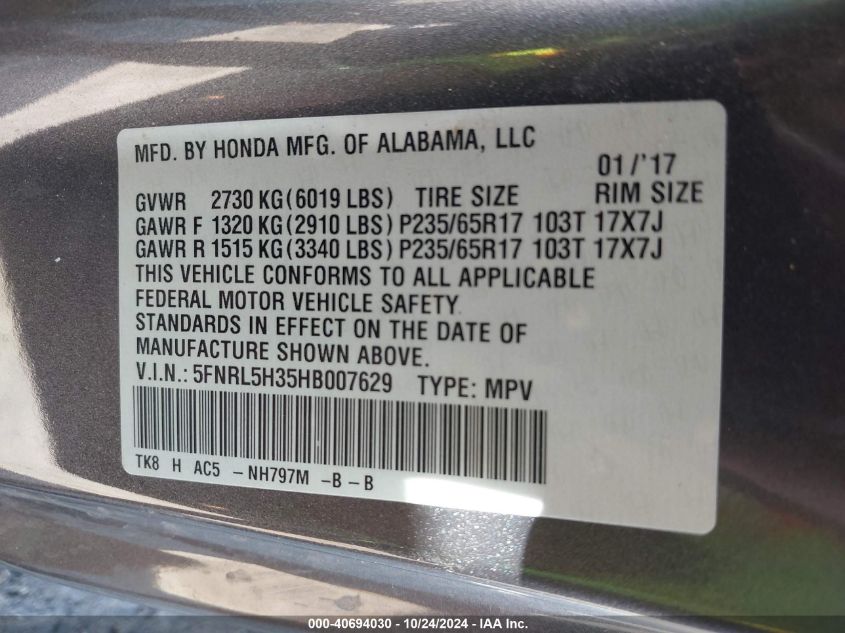 MFD. BY HONDA MFG. OF ALABAMA, LLC
01/'17
GVWR 2730 KG(6019 LBS) TIRE SIZE RIM SIZE
GAWR F 1320 KG(2910 LBS) P235/65R17 103T 17X7J
GAWR R 1515 KG(3340 LBS) P235/65R17 103T 17X7J
THIS VEHICLE CONFORMS TO ALL APPLICABLE
FEDERAL MOTOR VEHICLE SAFETY
STANDARDS IN EFFECT ON THE DATE OF
MANUFACTURE SHOWN ABOVE.
V.I.N.: 5FNRL5H35HB007629 TYPE: MPV
TK8 H AC5 - NH797M -B - B
000-40694030 - 10/24/2024 - IAA Inc.